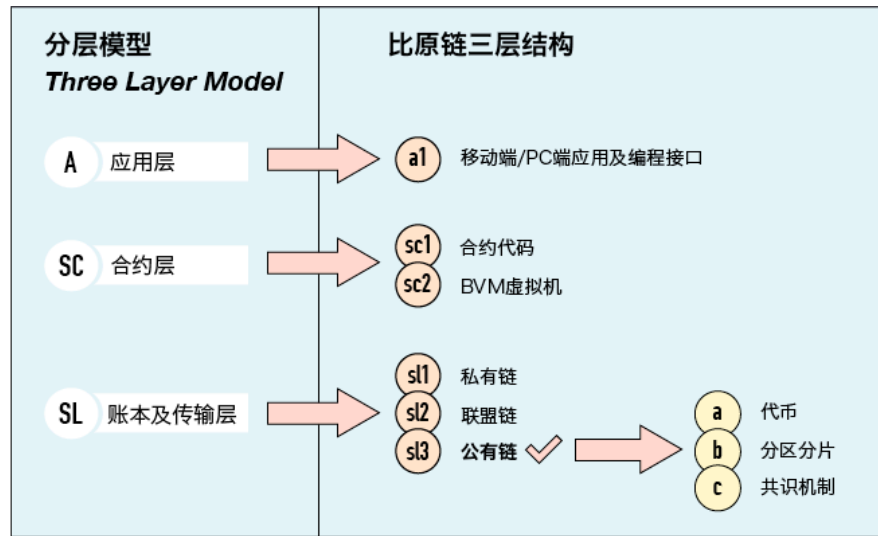 分层模型
Three Layer Model
比原链三层结构
A 应用层
a1 移动端/PC端应用及编程接口
SC 合约层
sc1 合约代码
sc2 BVM虚拟机
SL 账本及传输层
sl1 私有链
sl2 联盟链
sl3 公有链
a 代币
b 分区分片
c 共识机制